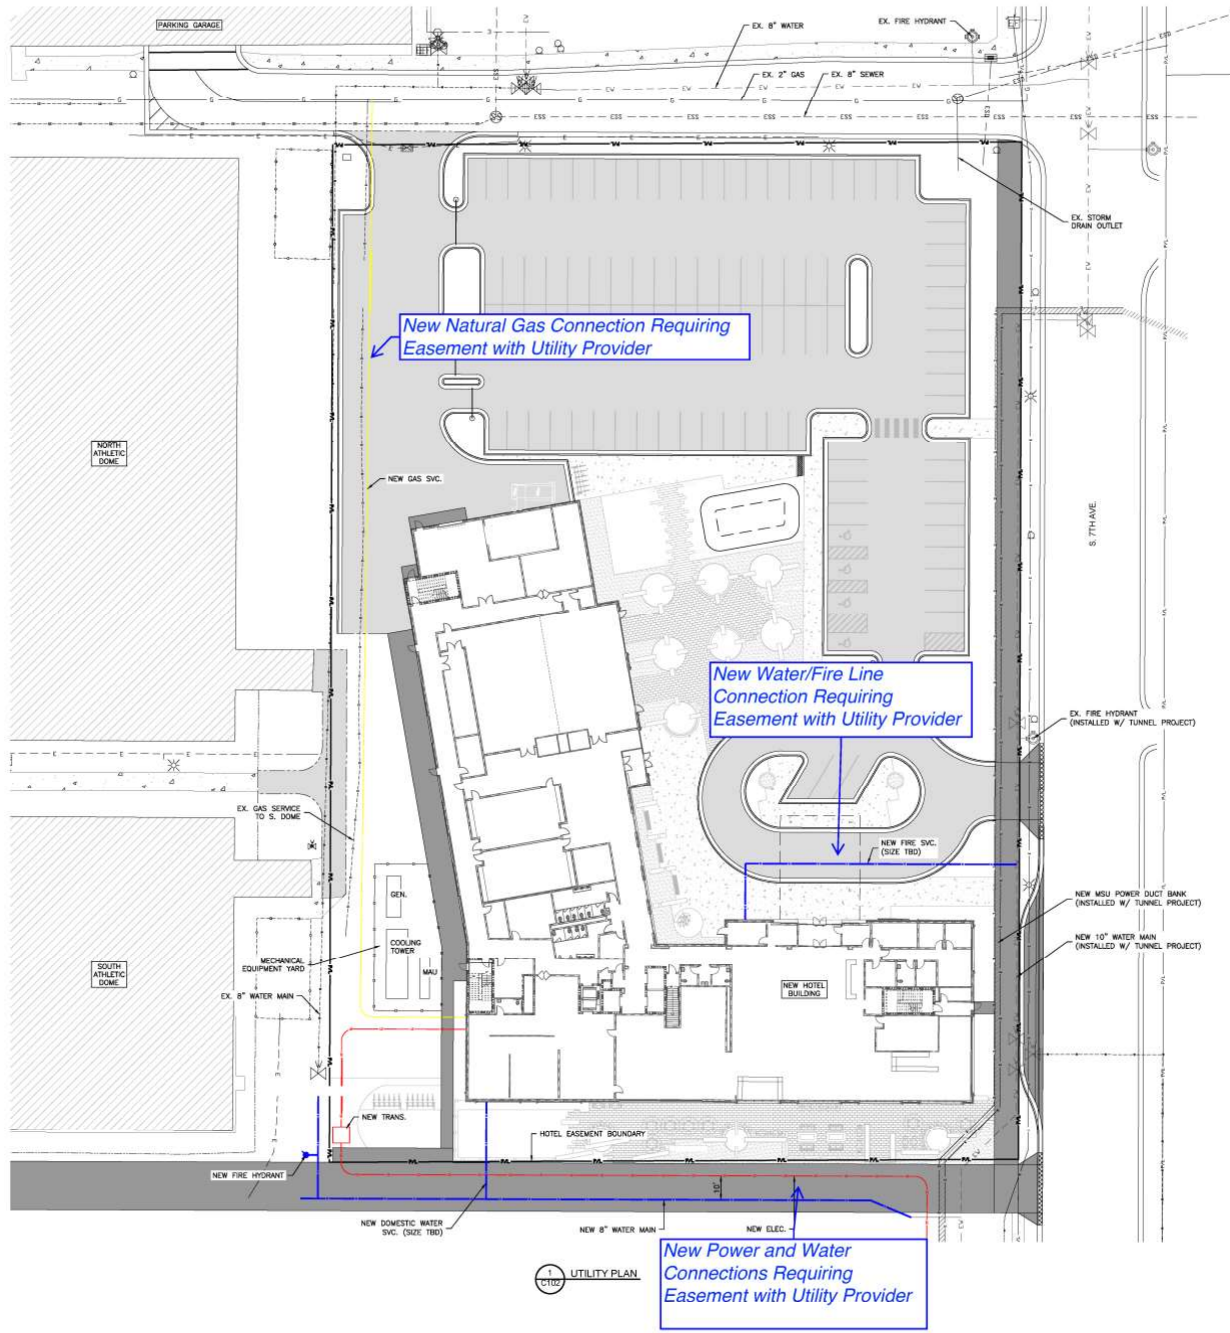 PARKING GARAGE
EX. 8" WATER
EX. FIRE HYDRANT
EX. 2" GAS
EX. 8" SEWER
EX. STORM
DRAIN OUTLET
New Natural Gas Connection Requiring
Easement with Utility Provider
NORTH
ATHLETIC
DOME
NEW GAS SVC.
S. 7TH AVE.
New Water/Fire Line
Connection Requiring
Easement with Utility Provider
EX. FIRE HYDRANT
(INSTALLED W/ TUNNEL PROJECT)
EX. GAS SERVICE
TO S. DOME
NEW FIRE SVC.
(SIZE TBD)
GEN.
COOLING
TOWER
MAU
NEW MSU POWER DUCT BANK
(INSTALLED W/ TUNNEL PROJECT)
NEW 10" WATER MAIN
(INSTALLED W/ TUNNEL PROJECT)
MECHANICAL
EQUIPMENT YARD
SOUTH
ATHLETIC
DOME
EX. 8" WATER MAIN
NEW HOTEL
BUILDING
NEW TRANS.
HOTEL EASEMENT BOUNDARY
NEW FIRE HYDRANT
10'
NEW DOMESTIC WATER
SVC. (SIZE TBD)
NEW 8" WATER MAIN
NEW ELEC.
New Power and Water
Connections Requiring
Easement with Utility Provider
1
C102
UTILITY PLAN